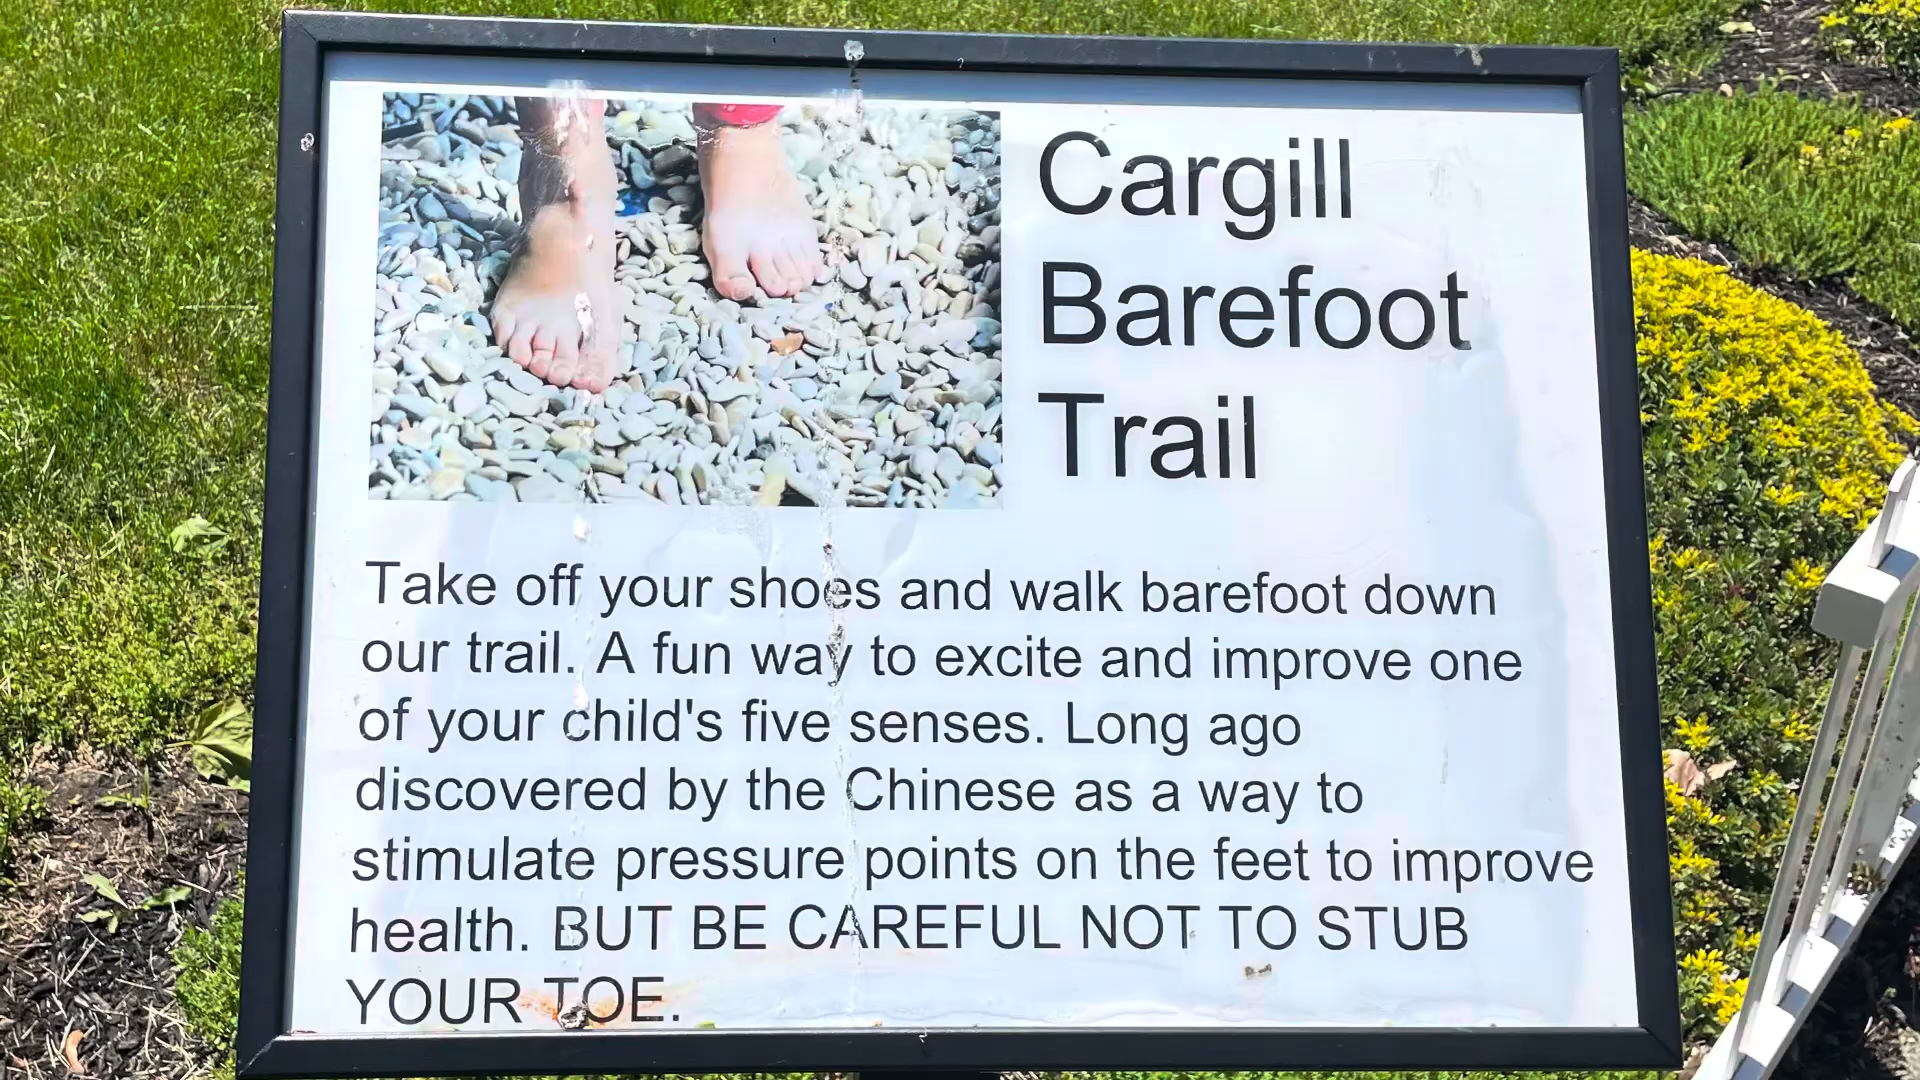 Cargill
Barefoot
Trail
Take off your shoes and walk barefoot down
our trail. A fun way to excite and improve one
of your child's five senses. Long ago
discovered by the Chinese as a way to
stimulate pressure points on the feet to improve
health. BUT BE CAREFUL NOT TO STUB
YOUR TOE.